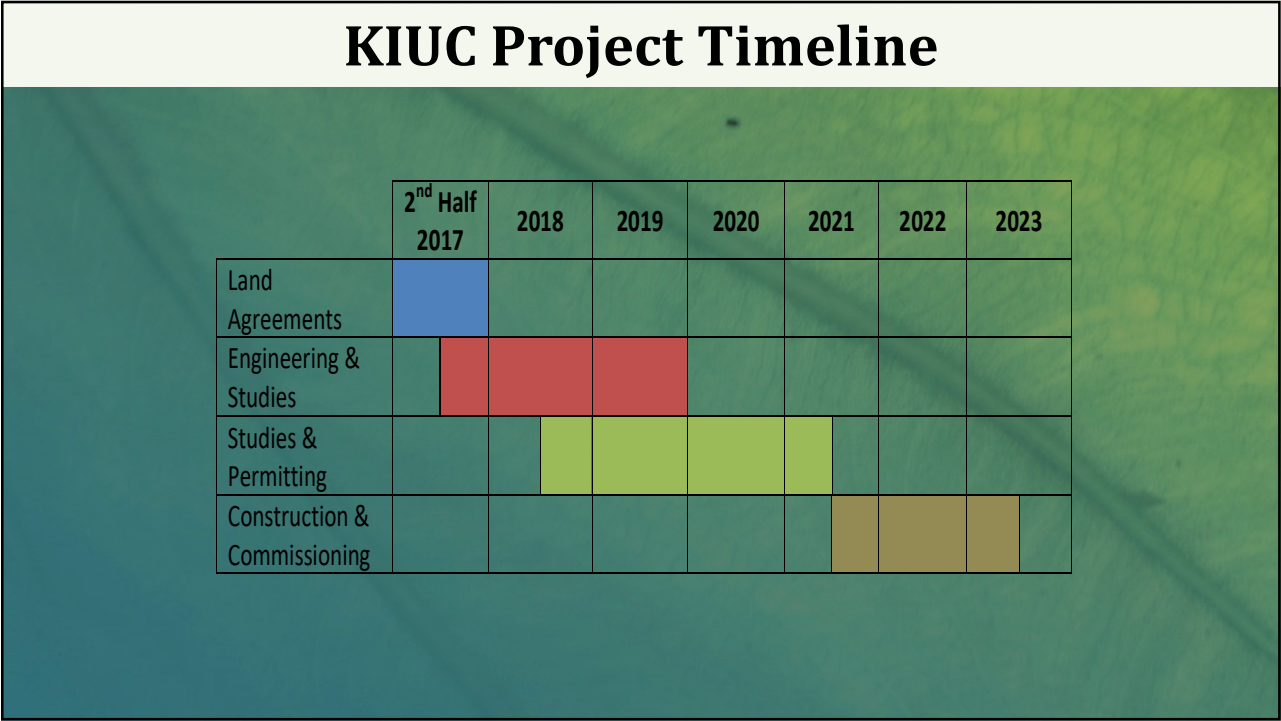 KIUC Project Timeline
2nd Half
2017
2018
2019
2020
2021
2022
2023
Land
Agreements
Engineering &
Studies
Studies &
Permitting
Construction &
Commissioning